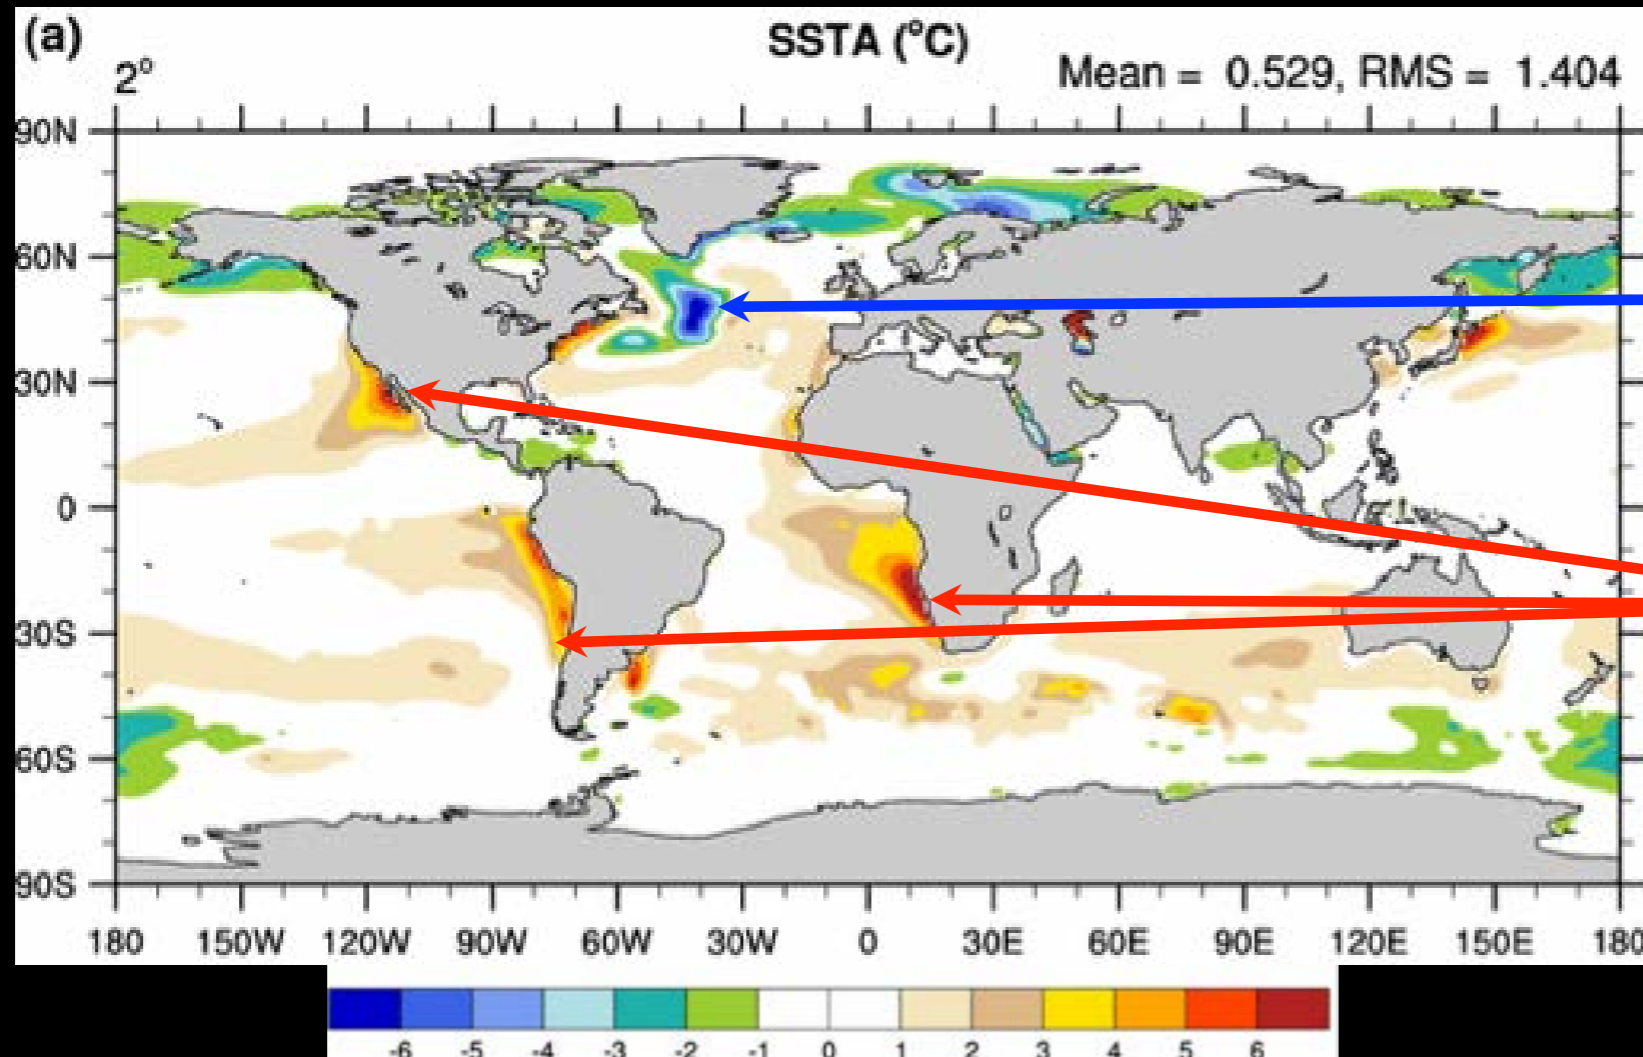 (a)
SSTA (°C)
2°
Mean = 0.529, RMS = 1.404
90N
60N
30N
0
30S
60S
90S
180 150W 120W 90W 60W 30W 0 30E 60E 90E 120E 150E 180
-6 -5 -4 -3 -2 -1 0 1 2 3 4 5 6